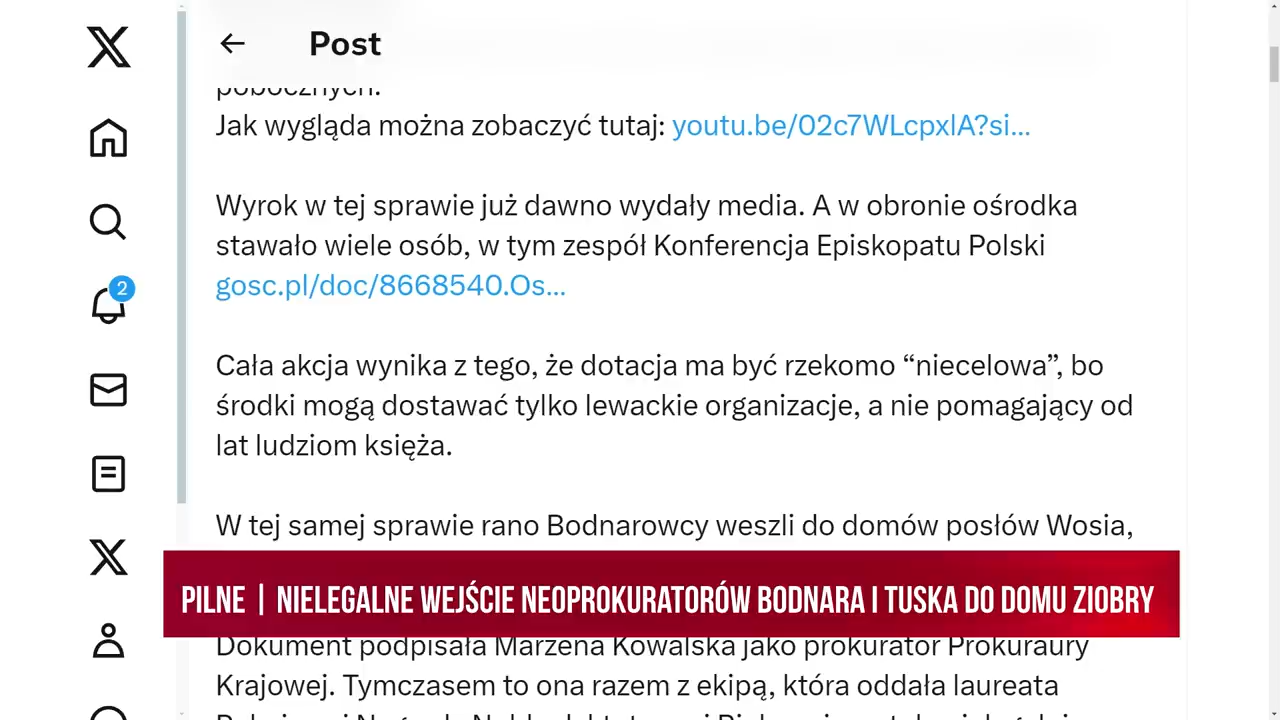 Post
pobocznych.
Jak wygląda można zobaczyć tutaj: youtu.be/02c7WLcpxlA?si…
Wyrok w tej sprawie już dawno wydały media. A w obronie ośrodka
stawało wiele osób, w tym zespół Konferencja Episkopatu Polski
gosc.pl/doc/8668540.Os…
2
Cała akcja wynika z tego, że dotacja ma być rzekomo “niecelowa”, bo
środki mogą dostawać tylko lewackie organizacje, a nie pomagający od
lat ludziom księża.
W tej samej sprawie rano Bodnarowcy weszli do domów posłów Wosia,
PILNE | NIELEGALNE WEJŚCIE NEOPROKURATORÓW BODNARA I TUSKA DO DOMU ZIOBRY
Dokument podpisała Marzena Kowalska jako prokurator Prokuraury
Krajowej. Tymczasem to ona razem z ekipą, która oddała laureata